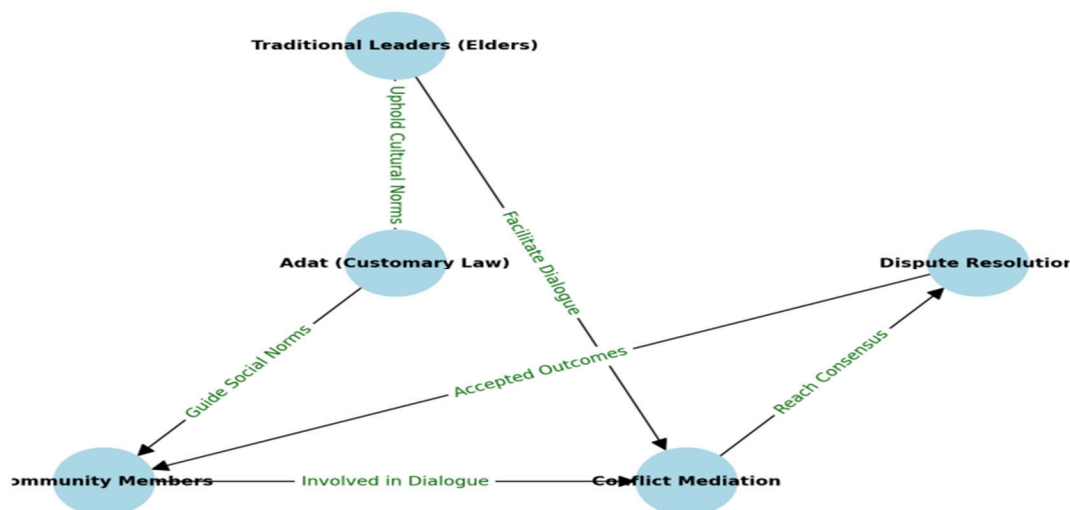 Traditional Leaders (Elders)
Uphold Cultural Norms
Facilitate Dialogue
Adat (Customary Law)
Dispute Resolution
Guide Social Norms
Accepted Outcomes
Reach Consensus
ommunity Members
Involved in Dialogue
Conflict Mediation